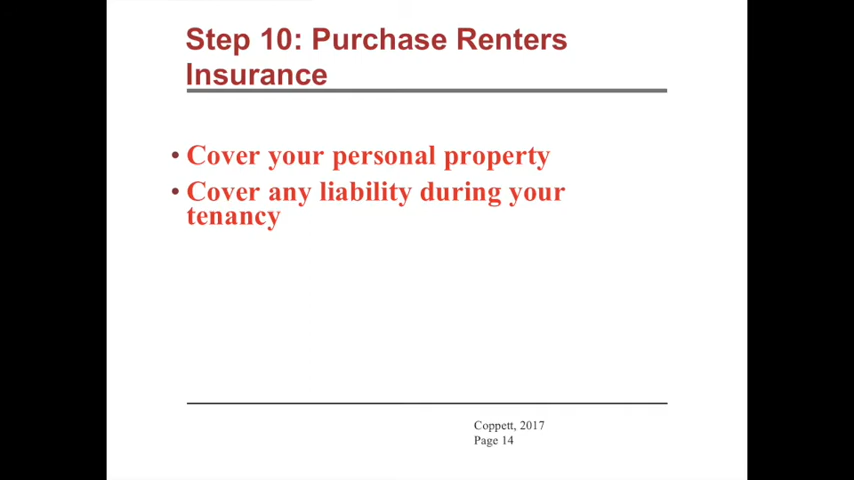 Step 10: Purchase Renters
Insurance
• Cover your personal property
• Cover any liability during your
tenancy
Coppett, 2017
Page 14